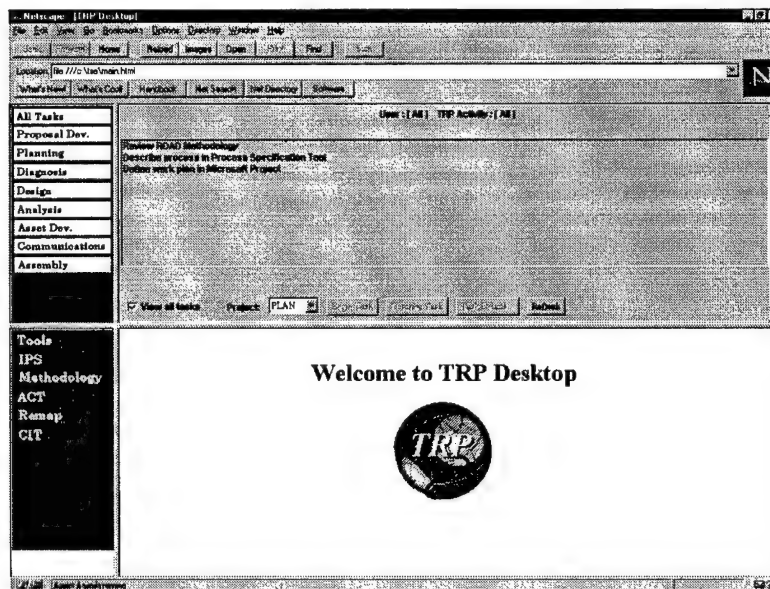 Netscape - [TRP Desktop]
File Edit View Go Bookmarks Options Directory Window Help
Home Reload Images Open Find
Location: file:///c:\tse\main.html
What's New! What's Cool! Handbook Net Search Net Directory Software
User: [ All ] TRP Activity: [ All ]
All Tasks
Proposal Dev.
Planning
Diagnosis
Design
Analysis
Asset Dev.
Communications
Assembly
Review ROAD Methodology
Describe process in Process Specification Tool
Define work plan in Microsoft Project
View all tasks Project: PLAN Refresh
Tools
IPS
Methodology
ACT
Remap
CIT
Welcome to TRP Desktop
TRP